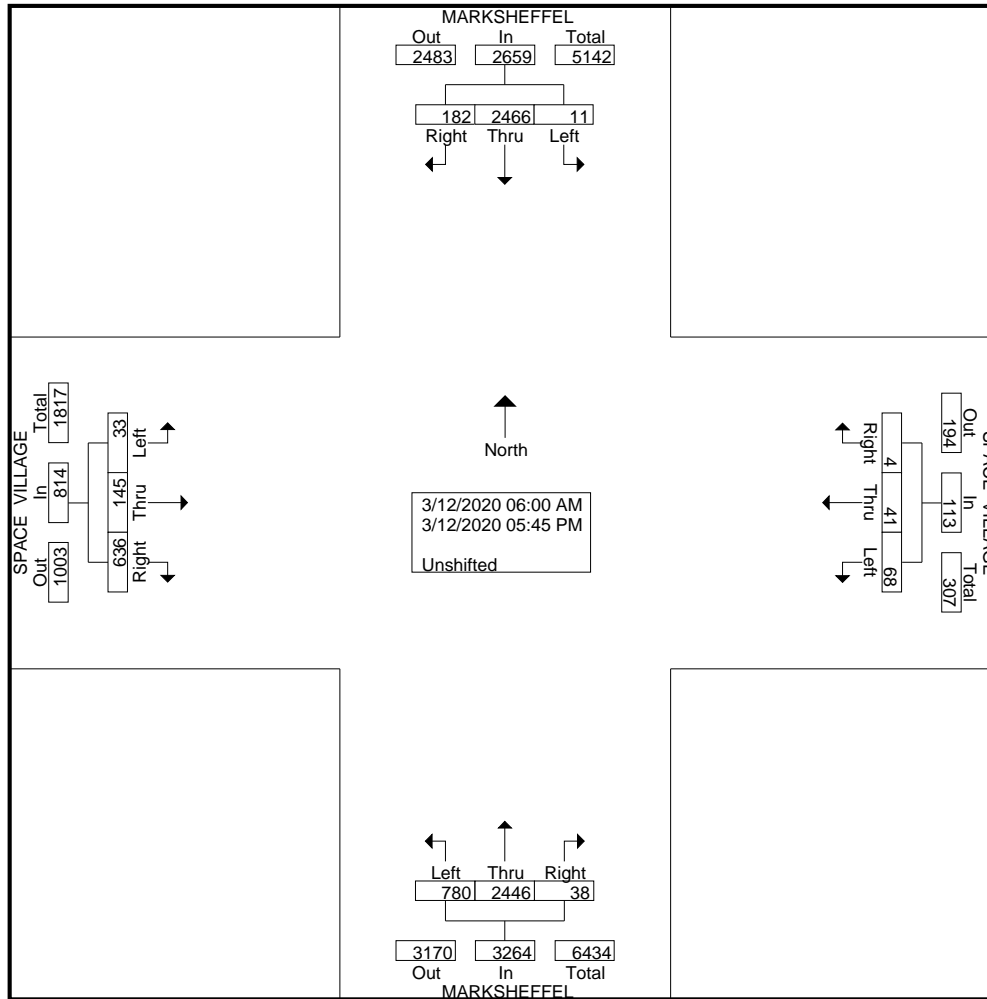 MARKSHEFFEL
Out In Total
2483 2659 5142
182 2466 11
Right Thru Left
SPACE VILLAGE
Total In Out
1817 814 1003
33 145 636
Left Thru Right
North
3/12/2020 06:00 AM
3/12/2020 05:45 PM
Unshifted
Right Thru Left
4 41 68
Out In Total
194 113 307
SPACE VILLAGE
Left Thru Right
780 2446 38
3170 3264 6434
Out In Total
MARKSHEFFEL